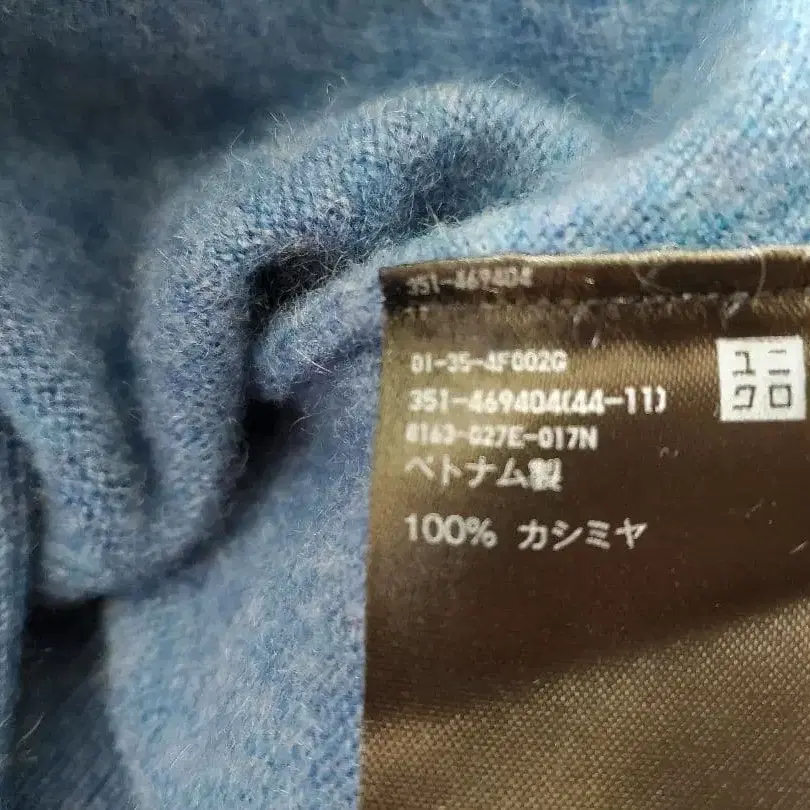 351-469404
01-35-4F002G
ユニ
クロ
351-469404(44-11)
0163-027E-017N
ベトナム製
100% カシミヤ